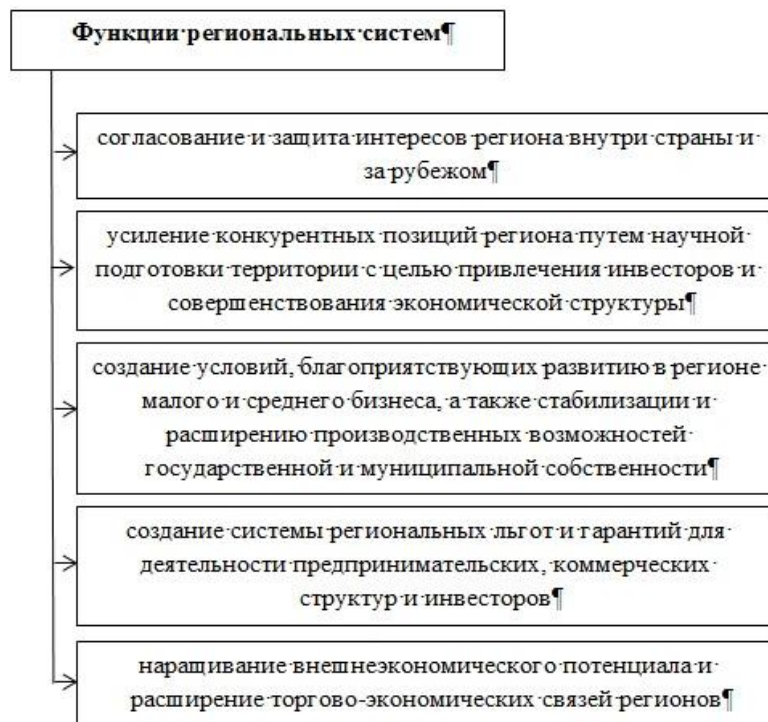 Функции региональных систем¶
согласование и защита интересов региона внутри страны и
за рубежом¶
усиление конкурентных позиций региона путем научной
подготовки территории с целью привлечения инвесторов и
совершенствования экономической структуры¶
создание условий, благоприятствующих развитию в регионе
малого и среднего бизнеса, а также стабилизации и
расширению производственных возможностей
государственной и муниципальной собственности¶
создание системы региональных льгот и гарантий для
деятельности предпринимательских, коммерческих
структур и инвесторов¶
наращивание внешнеэкономического потенциала и
расширение торгово-экономических связей регионов¶